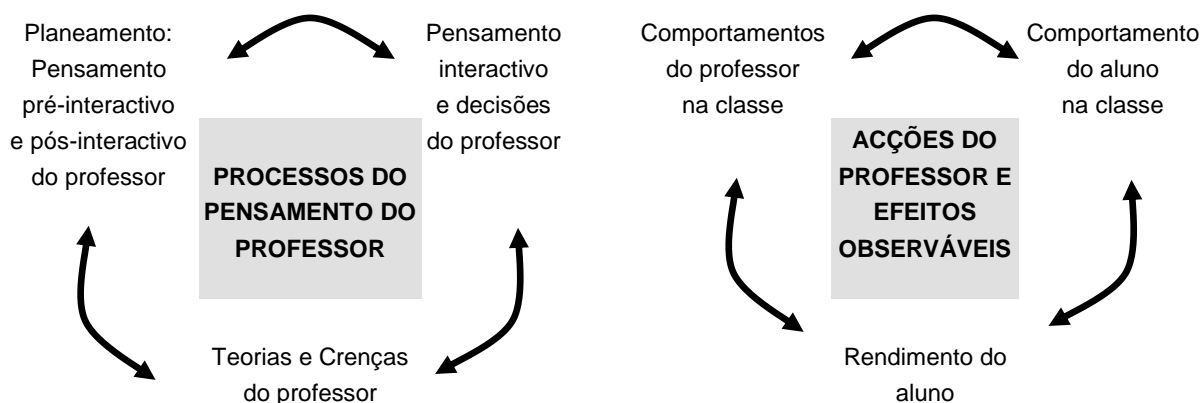 Planeamento:
Pensamento
pré-interactivo
e pós-interactivo
do professor
Pensamento
interactivo
e decisões
do professor
PROCESSOS DO
PENSAMENTO DO
PROFESSOR
Teorias e Crenças
do professor
Comportamentos
do professor
na classe
Comportamento
do aluno
na classe
ACÇÕES DO
PROFESSOR E
EFEITOS
OBSERVÁVEIS
Rendimento do
aluno